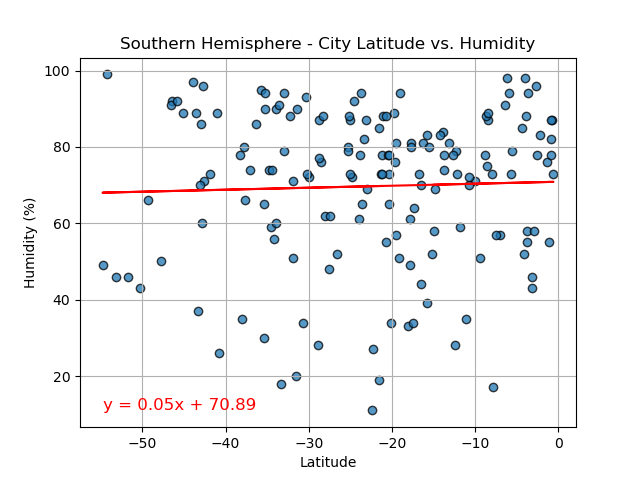 Southern Hemisphere - City Latitude vs. Humidity
Humidity (%)
100
80
60
40
20
y = 0.05x + 70.89
−50 −40 −30 −20 −10 0
Latitude